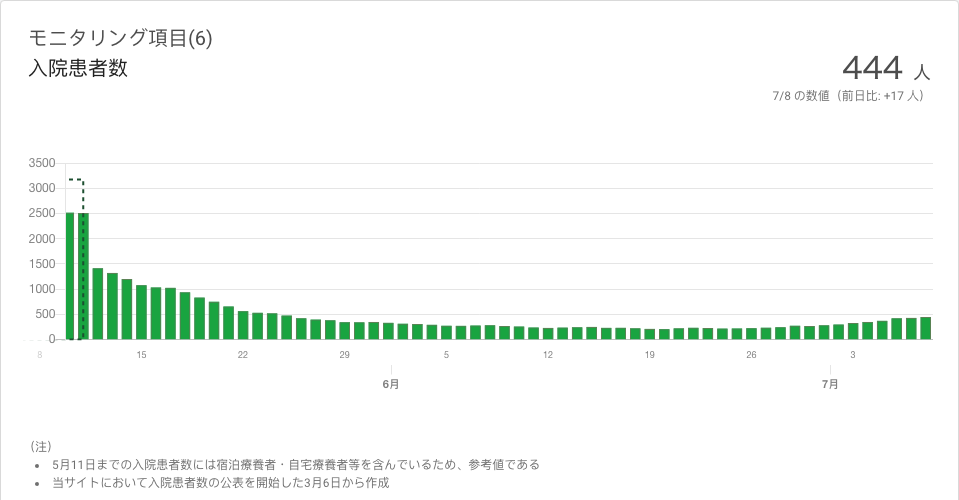 モニタリング項目(6)
入院患者数
444 人
7/8 の数値（前日比: +17 人）
3500
3000
2500
2000
1500
1000
500
0
8 15 22 29 5 12 19 26 3
6月 7月
（注）
• 5月11日までの入院患者数には宿泊療養者・自宅療養者等を含んでいるため、参考値である
• 当サイトにおいて入院患者数の公表を開始した3月6日から作成